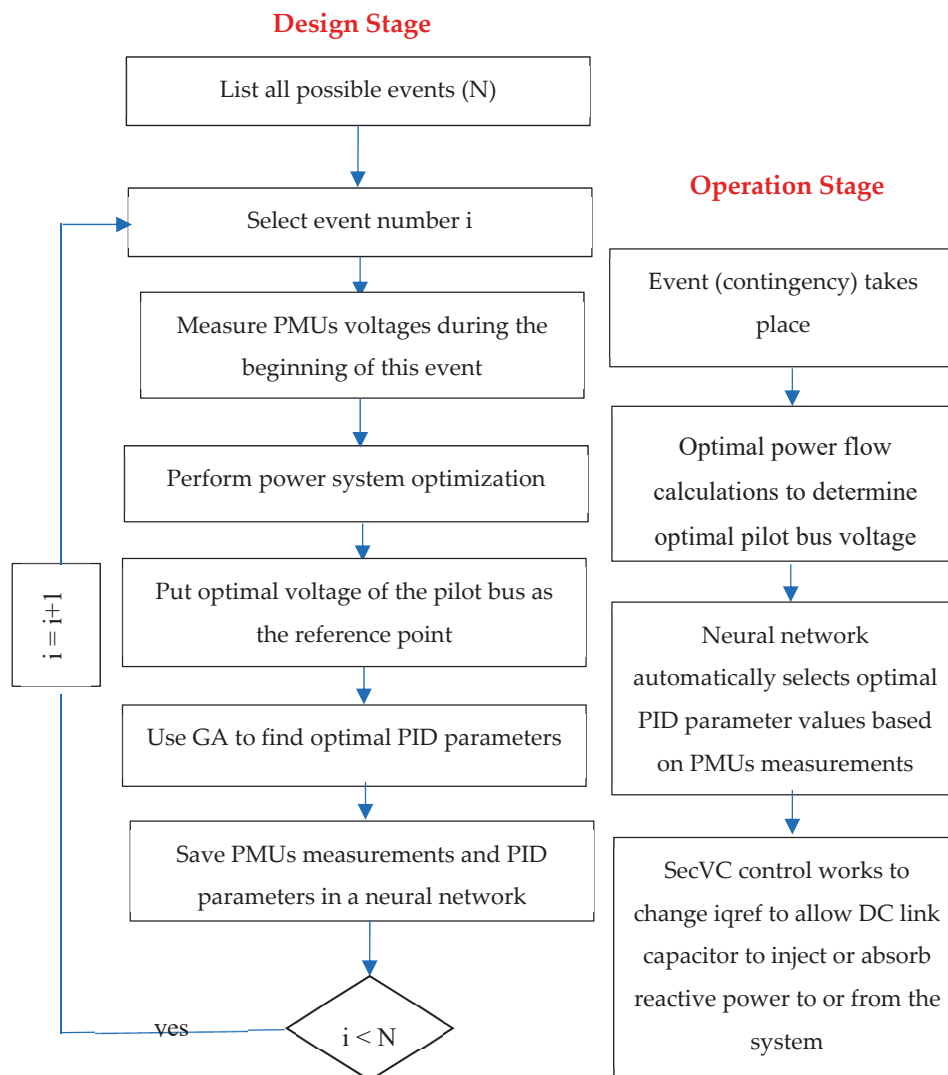 Design Stage
List all possible events (N)
Select event number i
Measure PMUs voltages during the
beginning of this event
Perform power system optimization
Put optimal voltage of the pilot bus as
the reference point
Use GA to find optimal PID parameters
Save PMUs measurements and PID
parameters in a neural network
i < N
yes
i = i+1
Operation Stage
Event (contingency) takes
place
Optimal power flow
calculations to determine
optimal pilot bus voltage
Neural network
automatically selects optimal
PID parameter values based
on PMUs measurements
SecVC control works to
change iqref to allow DC link
capacitor to inject or absorb
reactive power to or from the
system